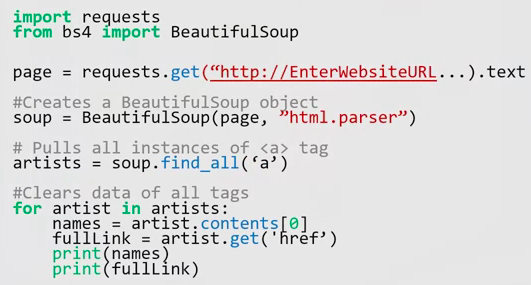 import requests
from bs4 import BeautifulSoup
page = requests.get(“http://EnterWebsiteURL...).text
#Creates a BeautifulSoup object
soup = BeautifulSoup(page, ”html.parser”)
# Pulls all instances of <a> tag
artists = soup.find_all(‘a’)
#Clears data of all tags
for artist in artists:
    names = artist.contents[0]
    fullLink = artist.get('href’)
    print(names)
    print(fullLink)